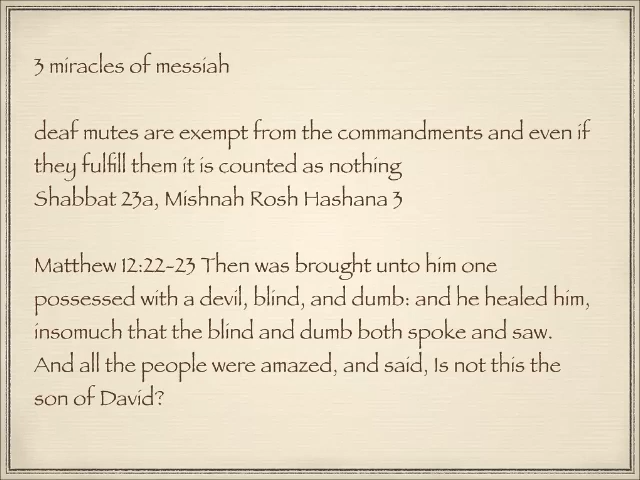 3 miracles of messiah
deaf mutes are exempt from the commandments and even if
they fulfill them it is counted as nothing
Shabbat 23a, Mishnah Rosh Hashana 3
Matthew 12:22-23 Then was brought unto him one
possessed with a devil, blind, and dumb: and he healed him,
insomuch that the blind and dumb both spoke and saw.
And all the people were amazed, and said, Is not this the
son of David?